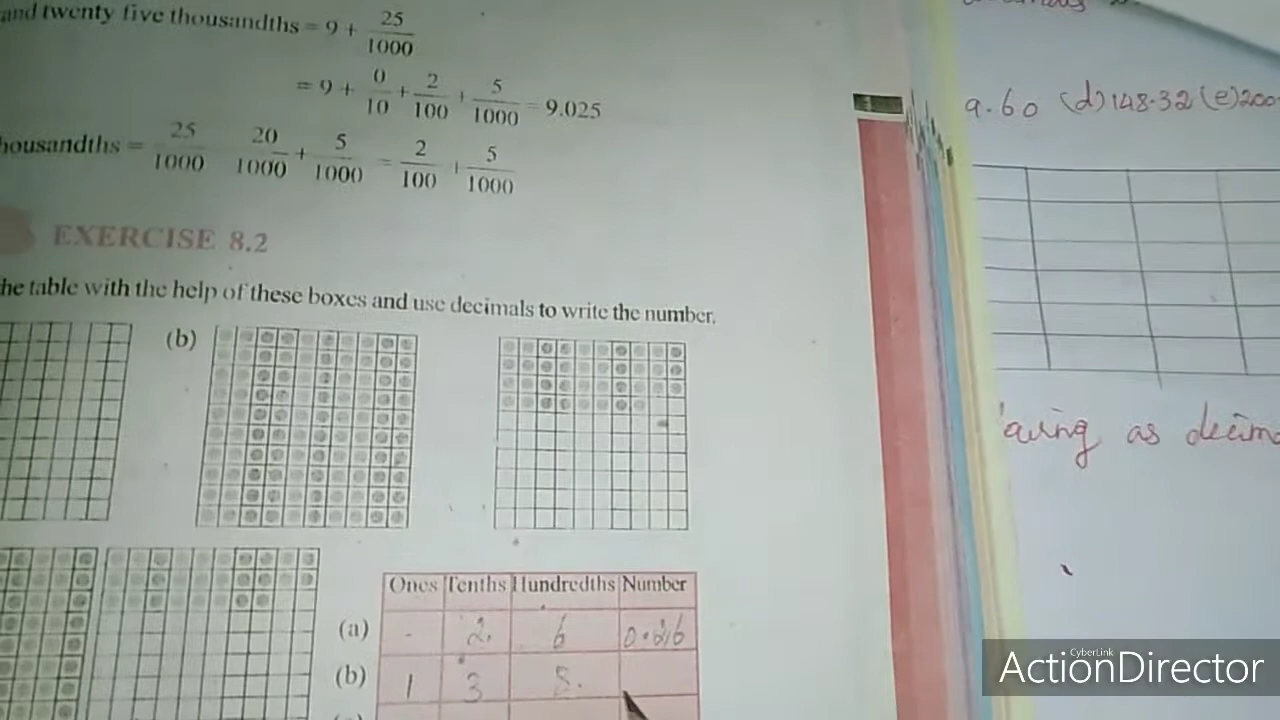 and twenty five thousandths = 9 + 25/1000
= 9 + 0/10 + 2/100 + 5/1000 = 9.025
housandths = 25/1000 20/1000 + 5/1000 = 2/100 + 5/1000
EXERCISE 8.2
he table with the help of these boxes and use decimals to write the number.
(b)
Ones Tenths Hundredths Number
(a) 2. 6 0.26
(b) 1 3 8.
9.60 (d) 148.32 (e) 200
as decim
CyberLink
ActionDirector